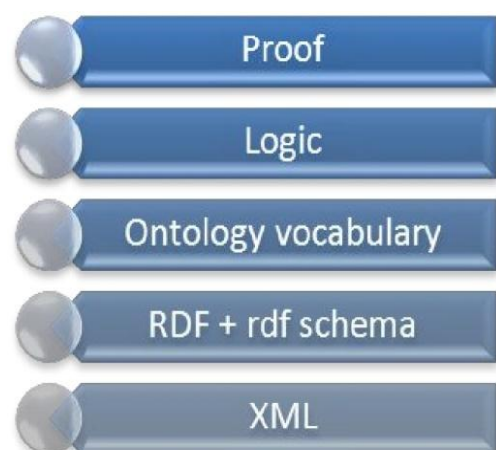 Proof
Logic
Ontology vocabulary
RDF + rdf schema
XML